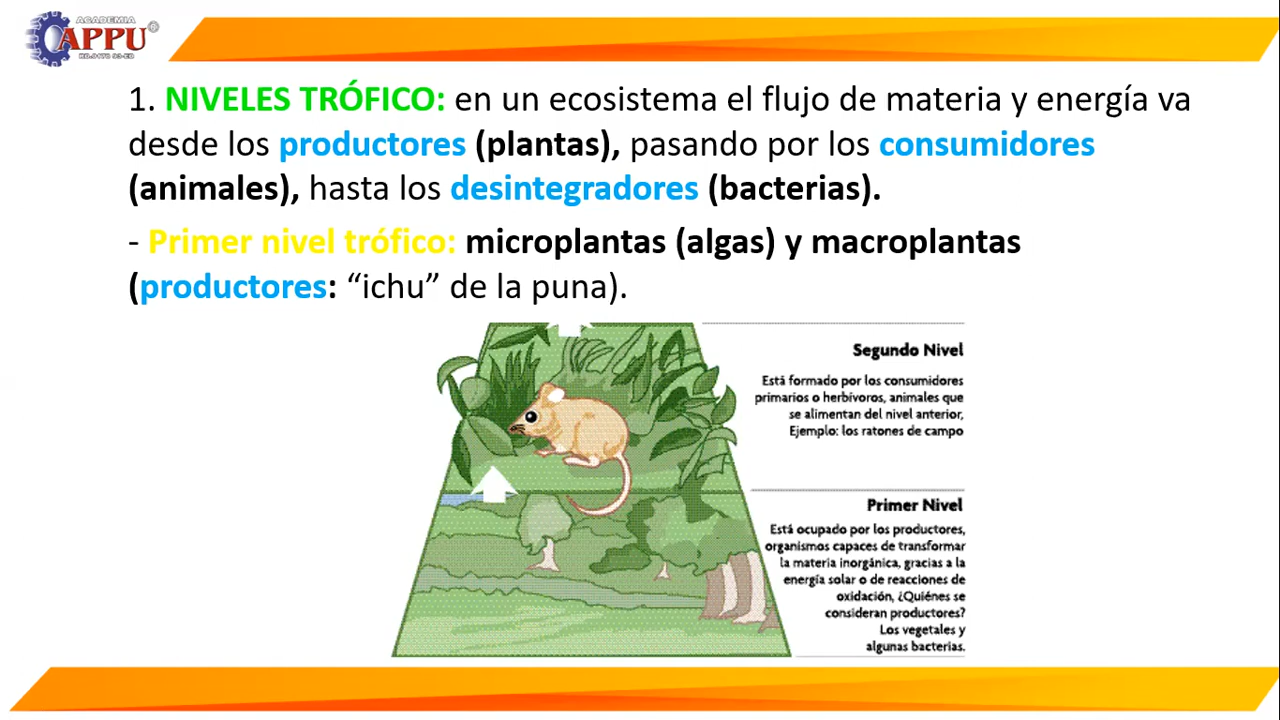 ACADEMIA
APPU®
1. NIVELES TRÓFICO: en un ecosistema el flujo de materia y energía va
desde los productores (plantas), pasando por los consumidores
(animales), hasta los desintegradores (bacterias).
- Primer nivel trófico: microplantas (algas) y macroplantas
(productores: “ichu” de la puna).
Segundo Nivel
Está formado por los consumidores
primarios o herbívoros, animales que
se alimentan del nivel anterior,
Ejemplo: los ratones de campo
Primer Nivel
Está ocupado por los productores,
organismos capaces de transformar
la materia inorgánica, gracias a la
energía solar o de reacciones de
oxidación, ¿Quiénes se
consideran productores?
Los vegetales y
algunas bacterias.